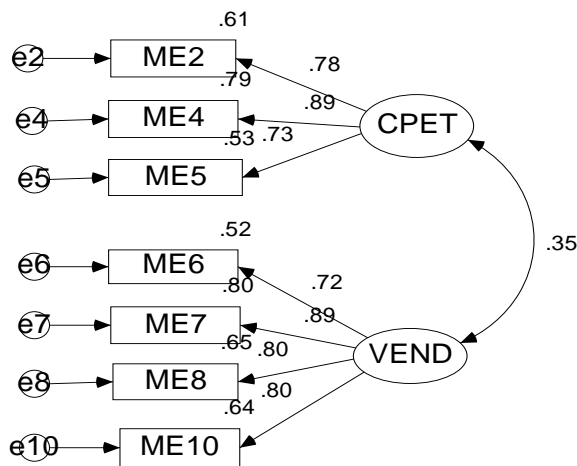 .61
e2 ME2 .78
.79 .89
e4 ME4 CPET
.53 .73
e5 ME5
.35
.52
e6 ME6 .72
.80 .89
e7 ME7 VEND
.65 .80
e8 ME8 .80
.64
e10 ME10